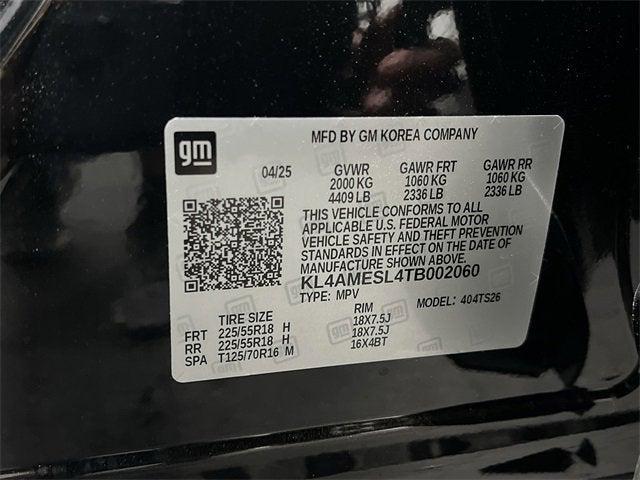 gm
MFD BY GM KOREA COMPANY
04/25 GVWR GAWR FRT GAWR RR
2000 KG 1060 KG 1060 KG
4409 LB 2336 LB 2336 LB
THIS VEHICLE CONFORMS TO ALL
APPLICABLE U.S. FEDERAL MOTOR
VEHICLE SAFETY AND THEFT PREVENTION
STANDARDS IN EFFECT ON THE DATE OF
MANUFACTURE SHOWN ABOVE.
KL4AMESL4TB002060
TYPE: MPV MODEL: 404TS26
TIRE SIZE RIM
FRT 225/55R18 H 18X7.5J
RR 225/55R18 H 18X7.5J
SPA T125/70R16 M 16X4BT